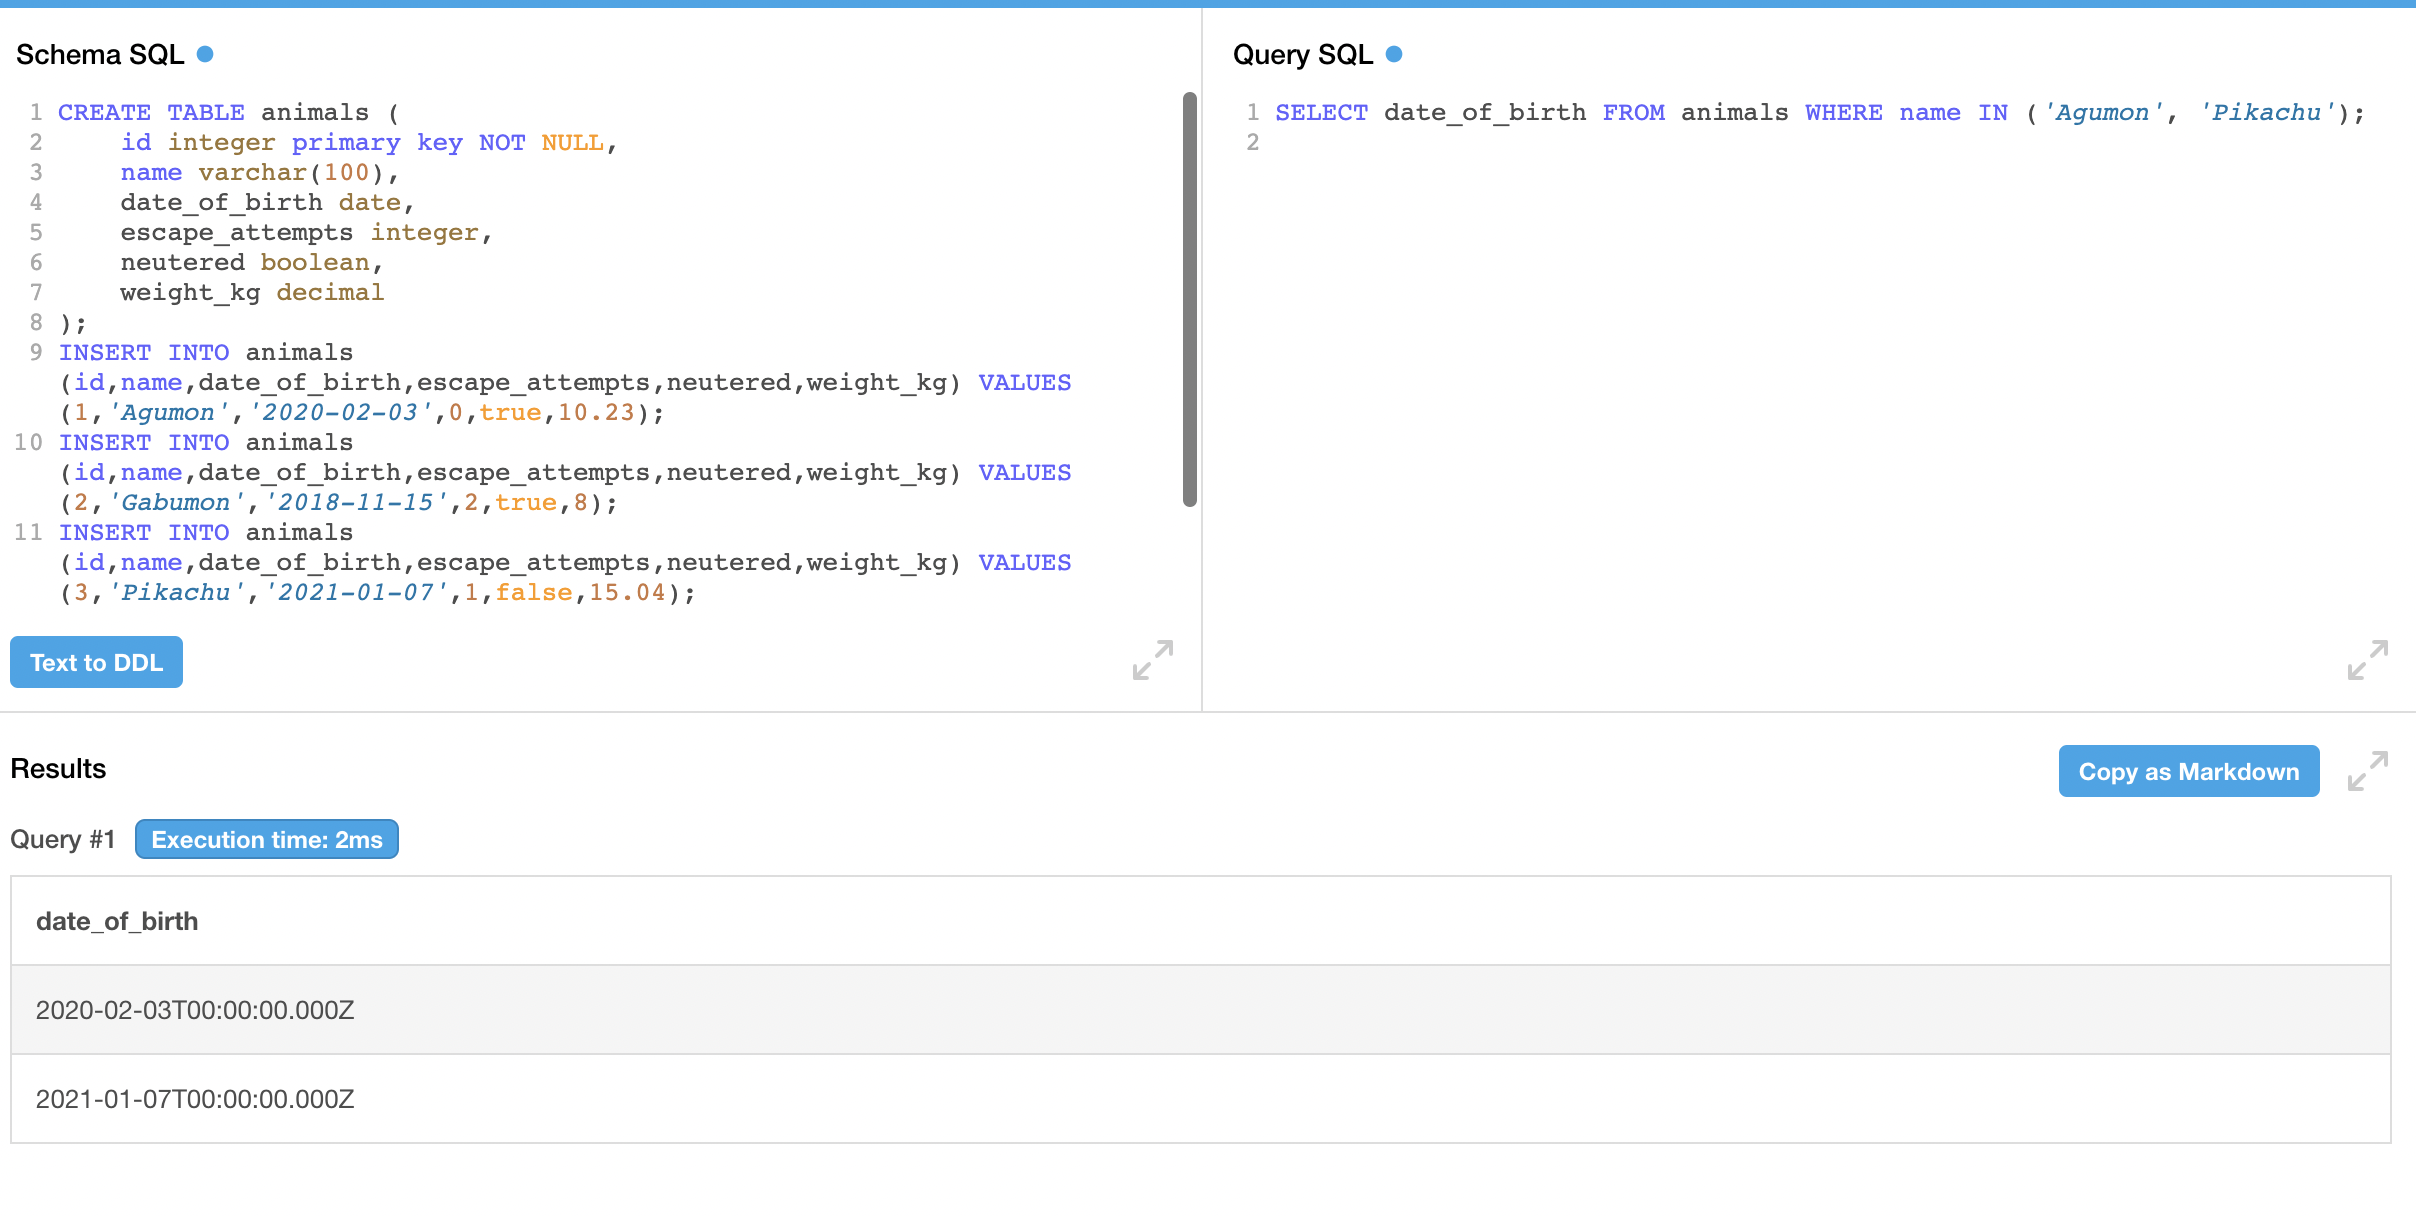 Schema SQL
1 CREATE TABLE animals (
2 id integer primary key NOT NULL,
3 name varchar(100),
4 date_of_birth date,
5 escape_attempts integer,
6 neutered boolean,
7 weight_kg decimal
8 );
9 INSERT INTO animals
(id,name,date_of_birth,escape_attempts,neutered,weight_kg) VALUES
(1,'Agumon','2020-02-03',0,true,10.23);
10 INSERT INTO animals
(id,name,date_of_birth,escape_attempts,neutered,weight_kg) VALUES
(2,'Gabumon','2018-11-15',2,true,8);
11 INSERT INTO animals
(id,name,date_of_birth,escape_attempts,neutered,weight_kg) VALUES
(3,'Pikachu','2021-01-07',1,false,15.04);
Text to DDL
Query SQL
1 SELECT date_of_birth FROM animals WHERE name IN ('Agumon', 'Pikachu');
2
Results
Copy as Markdown
Query #1 Execution time: 2ms
date_of_birth
2020-02-03T00:00:00.000Z
2021-01-07T00:00:00.000Z